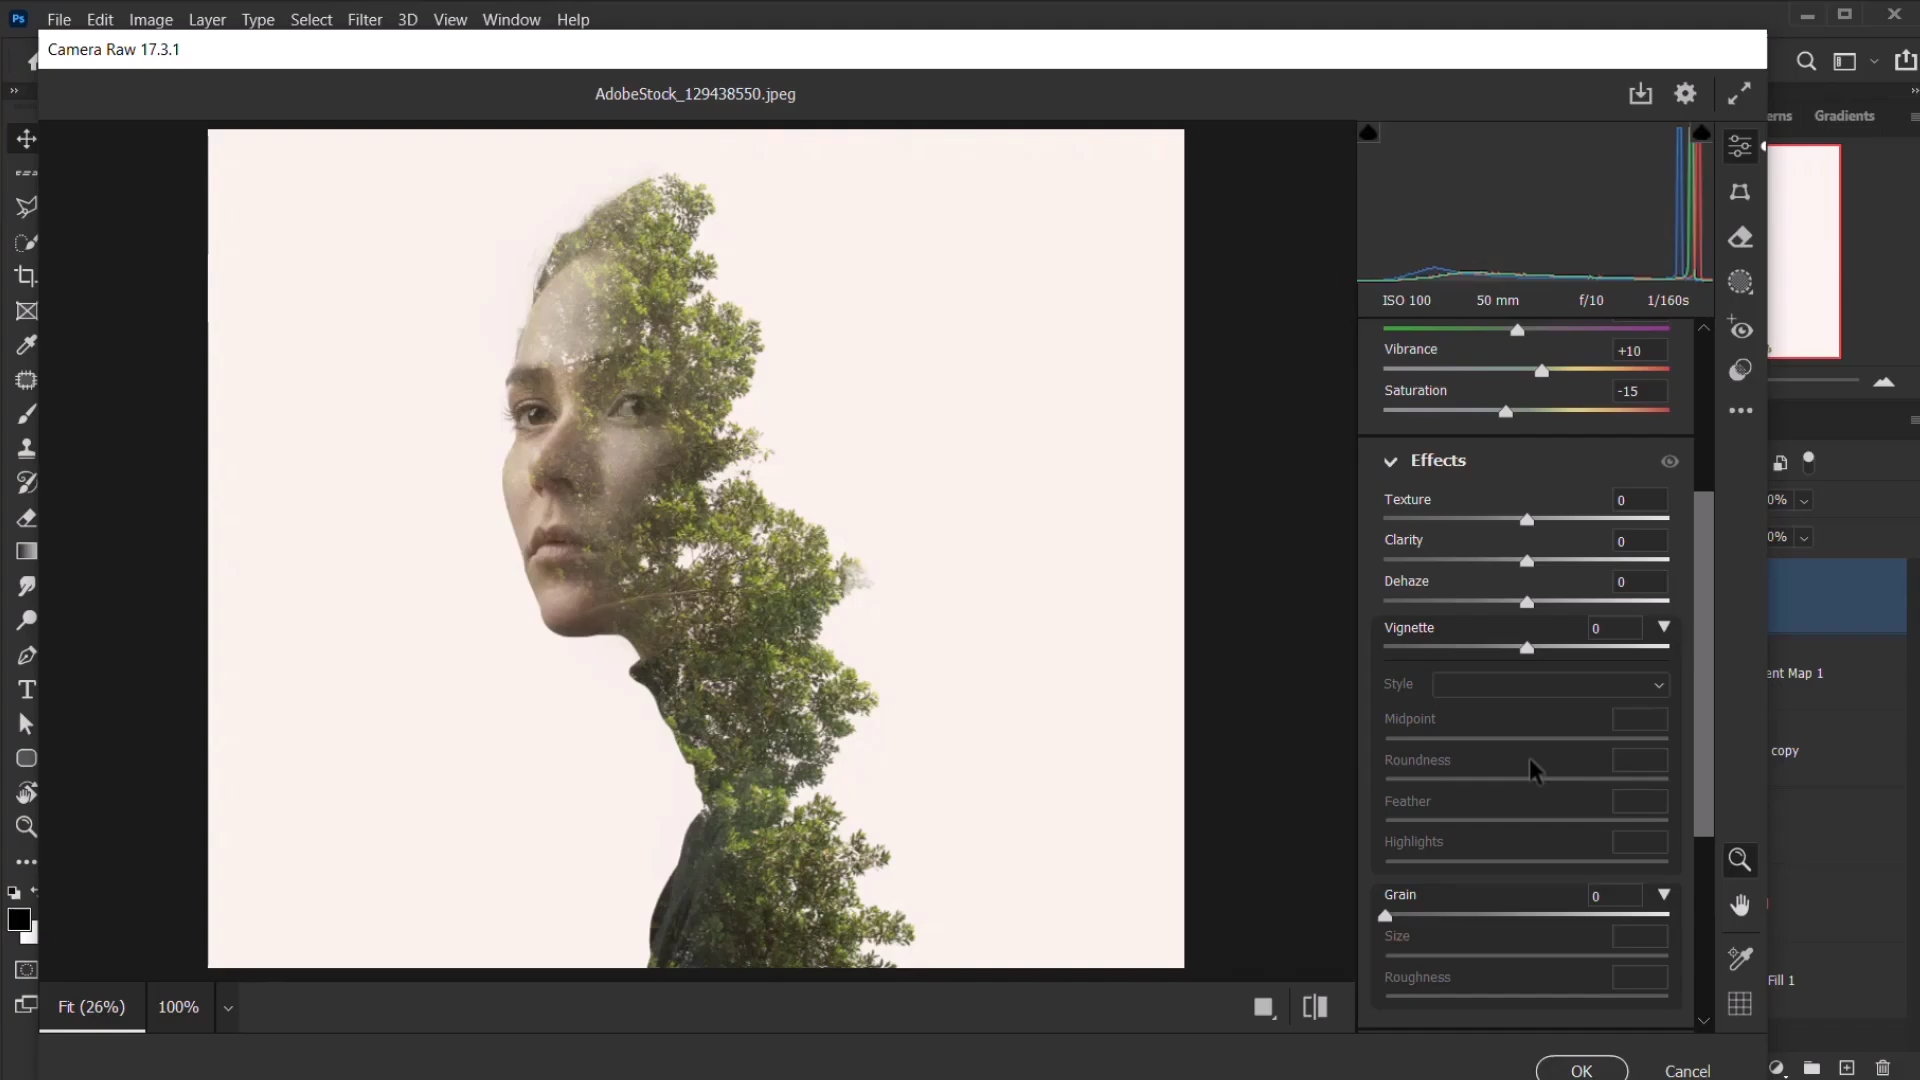 Ps File Edit Image Layer Type Select Filter 3D View Window Help
Camera Raw 17.3.1
AdobeStock_129438550.jpeg
erns Gradients
ISO 100 50 mm f/10 1/160s
Vibrance +10
Saturation -15
Effects
Texture 0
Clarity 0
Dehaze 0
Vignette 0
Style
Midpoint
Roundness
Feather
Highlights
Grain 0
Size
Roughness
0%
0%
ent Map 1
copy
Fill 1
Fit (26%) 100%
OK Cancel